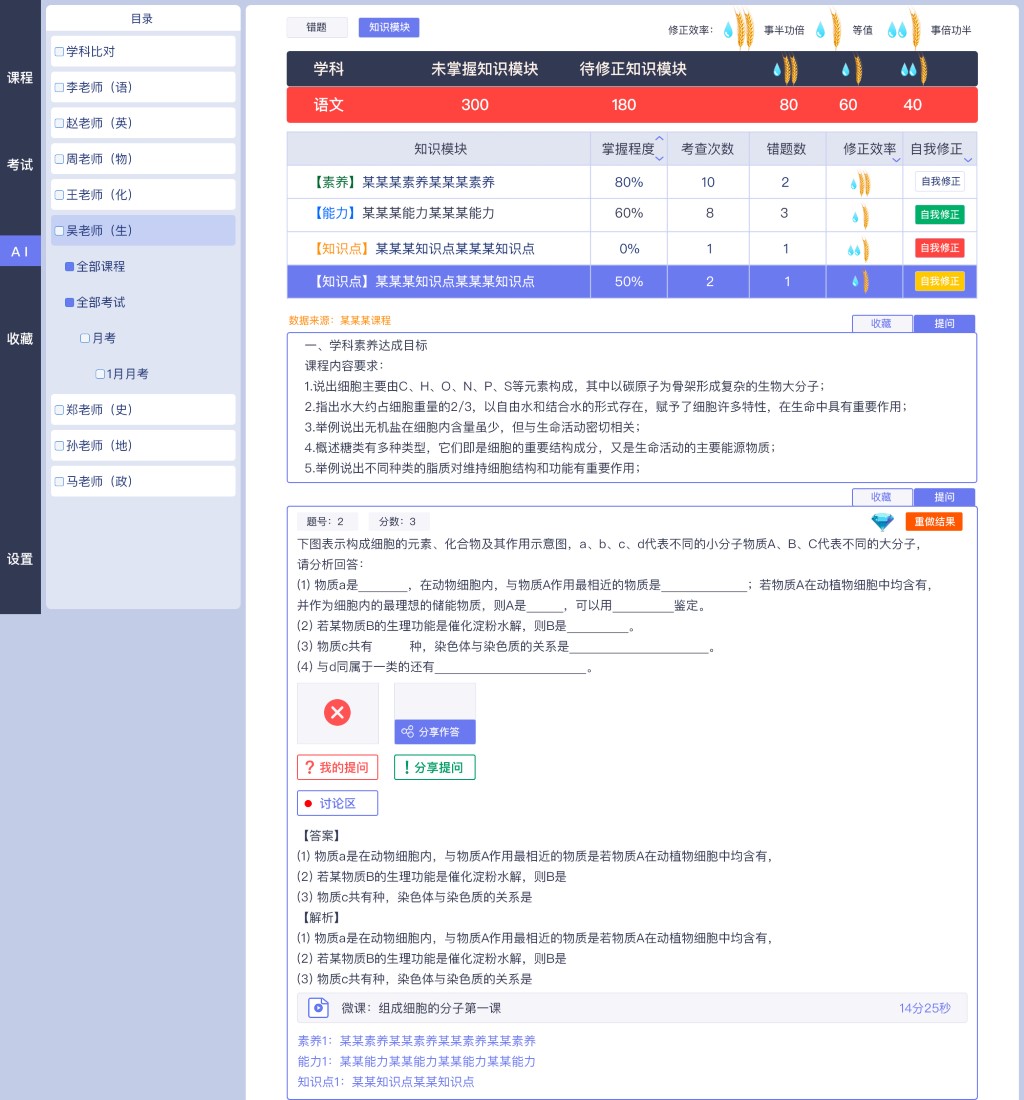 课程
考试
A I
收藏
设置
目录
学科比对
李老师（语）
赵老师（英）
周老师（物）
王老师（化）
吴老师（生）
全部课程
全部考试
月考
1月月考
郑老师（史）
孙老师（地）
马老师（政）
错题 知识模块 修正效率： 事半功倍 等值 事倍功半
学科 未掌握知识模块 待修正知识模块
语文 300 180 80 60 40
知识模块 掌握程度 考查次数 错题数 修正效率 自我修正
【素养】某某某素养某某某素养 80% 10 2 自我修正
【能力】某某某能力某某某能力 60% 8 3 自我修正
【知识点】某某某知识点某某某知识点 0% 1 1 自我修正
【知识点】某某某知识点某某某知识点 50% 2 1 自我修正
数据来源：某某某课程 收藏 提问
一、学科素养达成目标
课程内容要求：
1.说出细胞主要由C、H、O、N、P、S等元素构成，其中以碳原子为骨架形成复杂的生物大分子；
2.指出水大约占细胞重量的2/3，以自由水和结合水的形式存在，赋予了细胞许多特性，在生命中具有重要作用；
3.举例说出无机盐在细胞内含量虽少，但与生命活动密切相关；
4.概述糖类有多种类型，它们即是细胞的重要结构成分，又是生命活动的主要能源物质；
5.举例说出不同种类的脂质对维持细胞结构和功能有重要作用；
收藏 提问
题号：2 分数：3 重做结果
下图表示构成细胞的元素、化合物及其作用示意图，a、b、c、d代表不同的小分子物质A、B、C代表不同的大分子，
请分析回答：
(1) 物质a是________，在动物细胞内，与物质A作用最相近的物质是______________；若物质A在动植物细胞中均含有，
并作为细胞内的最理想的储能物质，则A是______，可以用__________鉴定。
(2) 若某物质B的生理功能是催化淀粉水解，则B是__________。
(3) 物质c共有 种，染色体与染色质的关系是_______________________。
(4) 与d同属于一类的还有_________________________。
分享作答
?我的提问 !分享提问
讨论区
【答案】
(1) 物质a是在动物细胞内，与物质A作用最相近的物质是若物质A在动植物细胞中均含有，
(2) 若某物质B的生理功能是催化淀粉水解，则B是
(3) 物质c共有种，染色体与染色质的关系是
【解析】
(1) 物质a是在动物细胞内，与物质A作用最相近的物质是若物质A在动植物细胞中均含有，
(2) 若某物质B的生理功能是催化淀粉水解，则B是
(3) 物质c共有种，染色体与染色质的关系是
微课：组成细胞的分子第一课 14分25秒
素养1：某某素养某某素养某某素养某某素养
能力1：某某能力某某能力某某能力某某能力
知识点1：某某知识点某某知识点